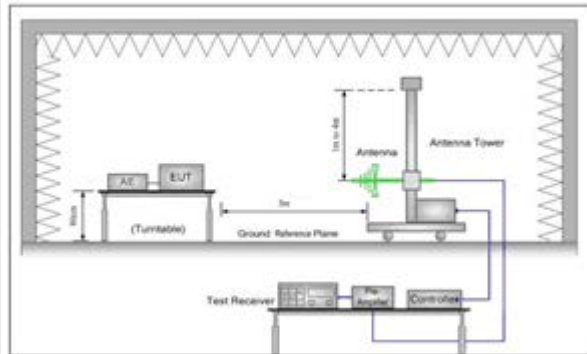 1m to 4m
Antenna
Antenna Tower
AE
EUT
80cm
(Turntable)
3m
Ground Reference Plane
Test Receiver
Pre-
Amplifier
Controller